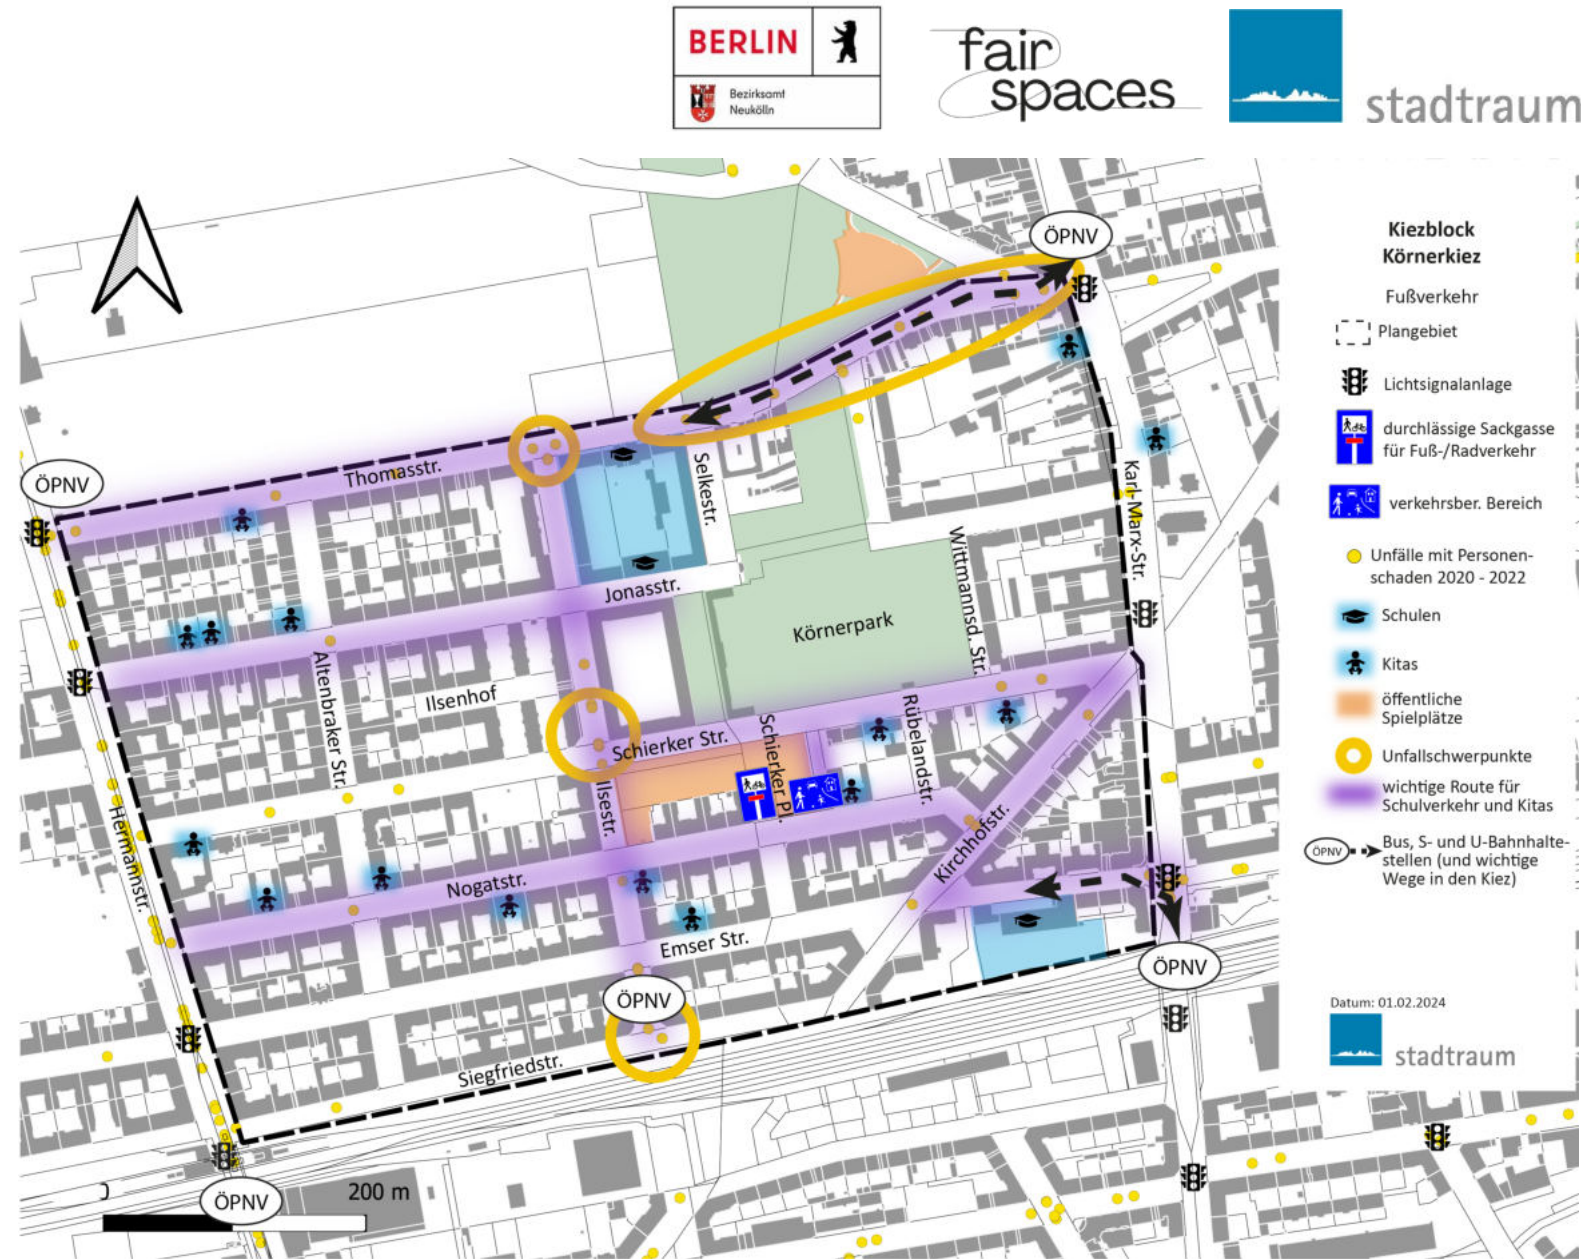 BERLIN
Bezirksamt
Neukölln
fair
spaces
stadtraum
ÖPNV
ÖPNV
Thomasstr.
Selkestr.
Karl-Marx-Str.
Jonasstr.
Wittmannsd. Str.
Körnerpark
Altenbraker Str.
Ilsenhof
Schierker Str.
Schierker Pl.
Rübelandstr.
Ilsestr.
Hermannstr.
Kirchhofstr.
Nogatstr.
Emser Str.
ÖPNV
ÖPNV
Siegfriedstr.
ÖPNV
200 m
Kiezblock
Körnerkiez
Fußverkehr
Plangebiet
Lichtsignalanlage
durchlässige Sackgasse
für Fuß-/Radverkehr
verkehrsber. Bereich
Unfälle mit Personen-
schaden 2020 - 2022
Schulen
Kitas
öffentliche
Spielplätze
Unfallschwerpunkte
wichtige Route für
Schulverkehr und Kitas
ÖPNV
Bus, S- und U-Bahnhalte-
stellen (und wichtige
Wege in den Kiez)
Datum: 01.02.2024
stadtraum